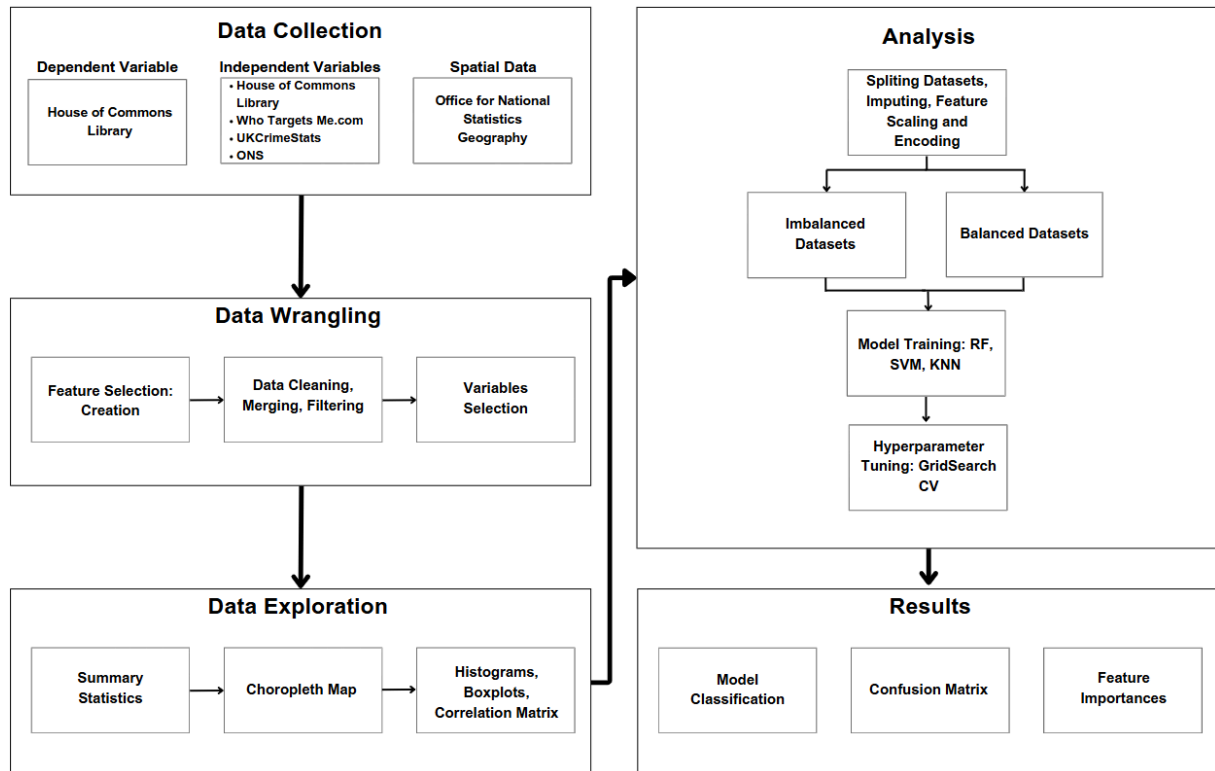 Data Collection
Dependent Variable
House of Commons
Library
Independent Variables
• House of Commons
Library
• Who Targets Me.com
• UKCrimeStats
• ONS
Spatial Data
Office for National
Statistics
Geography
Data Wrangling
Feature Selection:
Creation
Data Cleaning,
Merging, Filtering
Variables
Selection
Data Exploration
Summary
Statistics
Choropleth Map
Histograms,
Boxplots,
Correlation Matrix
Analysis
Spliting Datasets,
Imputing, Feature
Scaling and
Encoding
Imbalanced
Datasets
Balanced Datasets
Model Training: RF,
SVM, KNN
Hyperparameter
Tuning: GridSearch
CV
Results
Model
Classification
Confusion Matrix
Feature
Importances